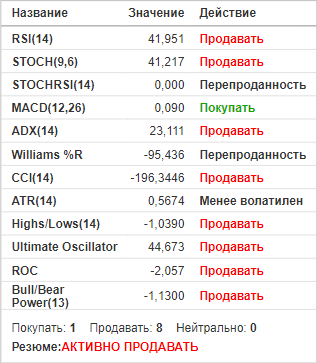 Название Значение Действие
RSI(14) 41,951 Продавать
STOCH(9,6) 41,217 Продавать
STOCHRSI(14) 0,000 Перепроданность
MACD(12,26) 0,090 Покупать
ADX(14) 23,111 Продавать
Williams %R -95,436 Перепроданность
CCI(14) -196,3446 Продавать
ATR(14) 0,5674 Менее волатилен
Highs/Lows(14) -1,0390 Продавать
Ultimate Oscillator 44,673 Продавать
ROC -2,057 Продавать
Bull/Bear
Power(13) -1,1300 Продавать
Покупать: 1 Продавать: 8 Нейтрально: 0
Резюме:АКТИВНО ПРОДАВАТЬ